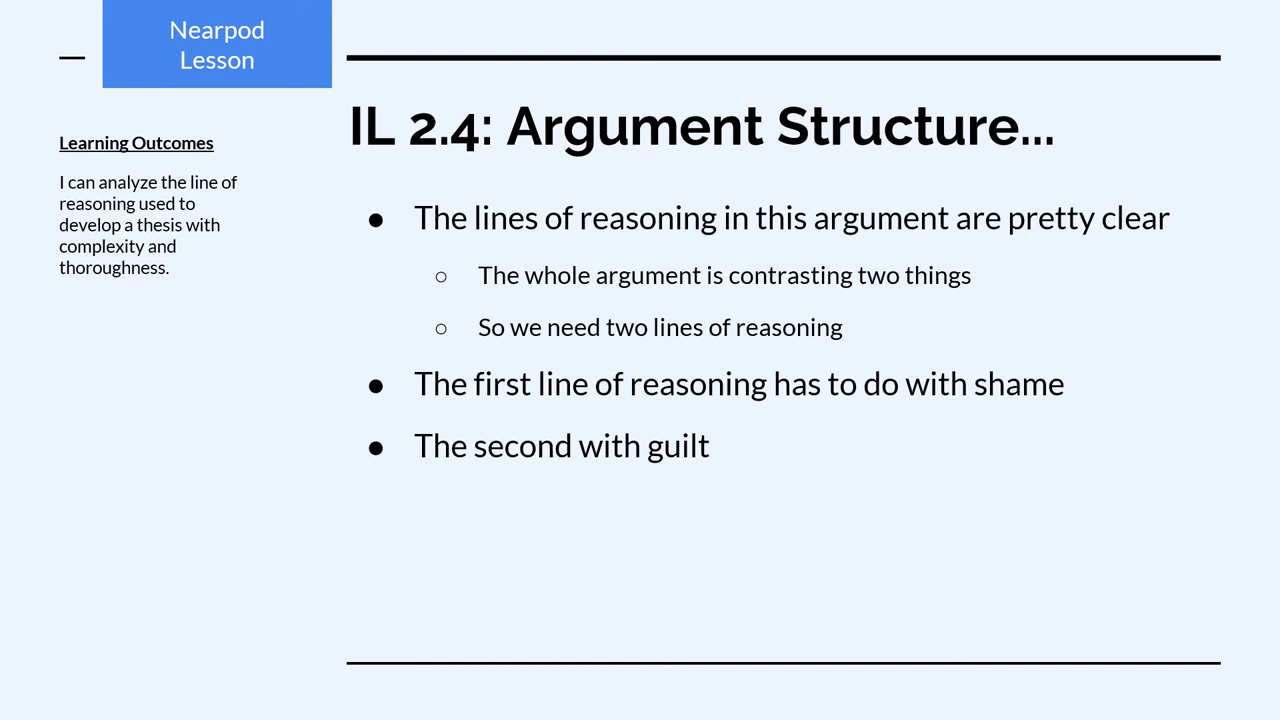 Nearpod
Lesson
Learning Outcomes
I can analyze the line of
reasoning used to
develop a thesis with
complexity and
thoroughness.
IL 2.4: Argument Structure...
● The lines of reasoning in this argument are pretty clear
○ The whole argument is contrasting two things
○ So we need two lines of reasoning
● The first line of reasoning has to do with shame
● The second with guilt